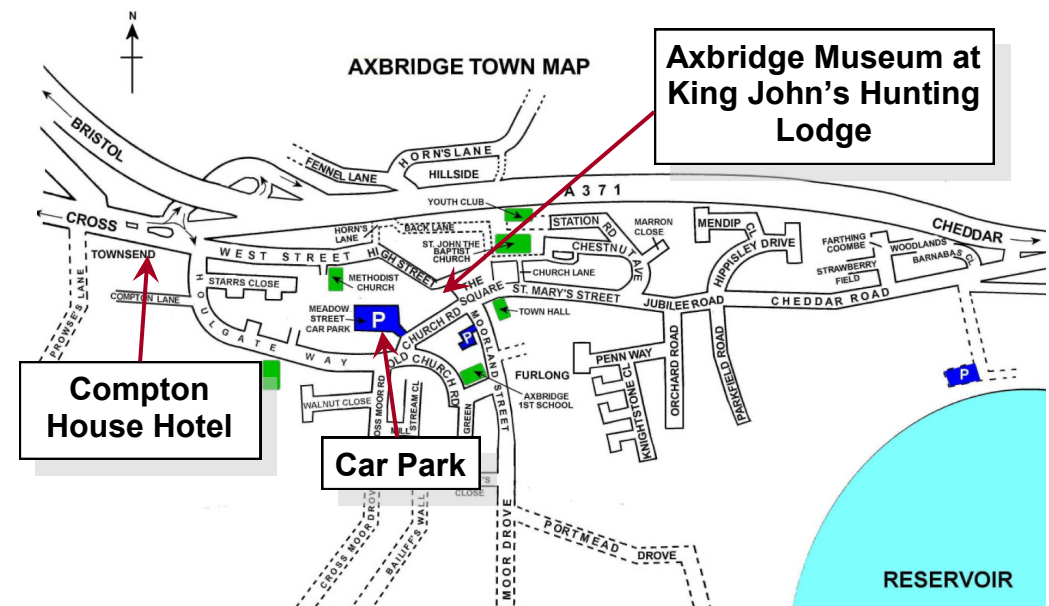 N
AXBRIDGE TOWN MAP
Axbridge Museum at
King John's Hunting
Lodge
BRISTOL
FENNEL LANE
HORN'S LANE
HILLSIDE
A 371
YOUTH CLUB
CROSS
TOWNSEND
HORN'S
LANE
BACK LANE
ST. JOHN THE
BAPTIST
CHURCH
STATION
RD
MARRON
CLOSE
MENDIP
CL
HIPPISLEY DRIVE
CHEDDAR
FARTHING
COOMBE
WOODLANDS
BARNABAS CL
STRAWBERRY
FIELD
WEST STREET
HIGH STREET
CHESTNUT AVE
CHURCH LANE
METHODIST
CHURCH
STARRS CLOSE
COMPTON LANE
PROWSE'S LANE
HOULGATE WAY
MEADOW
STREET
CAR PARK
P
THE
SQUARE
ST. MARY'S STREET
JUBILEE ROAD
CHEDDAR ROAD
TOWN HALL
CHURCH RD
OLD CHURCH RD
P
MOORLAND STREET
FURLONG
AXBRIDGE
1ST SCHOOL
PENN WAY
KNIGHTSTONE CL
ORCHARD ROAD
PARKFIELD ROAD
P
Compton
House Hotel
WALNUT CLOSE
MILL
STREAM CL
GREEN
Car Park
CLOSE
CROSS MOOR DROVE
BAILIFF'S WALL
MOOR DROVE
PORTMEAD
DROVE
RESERVOIR